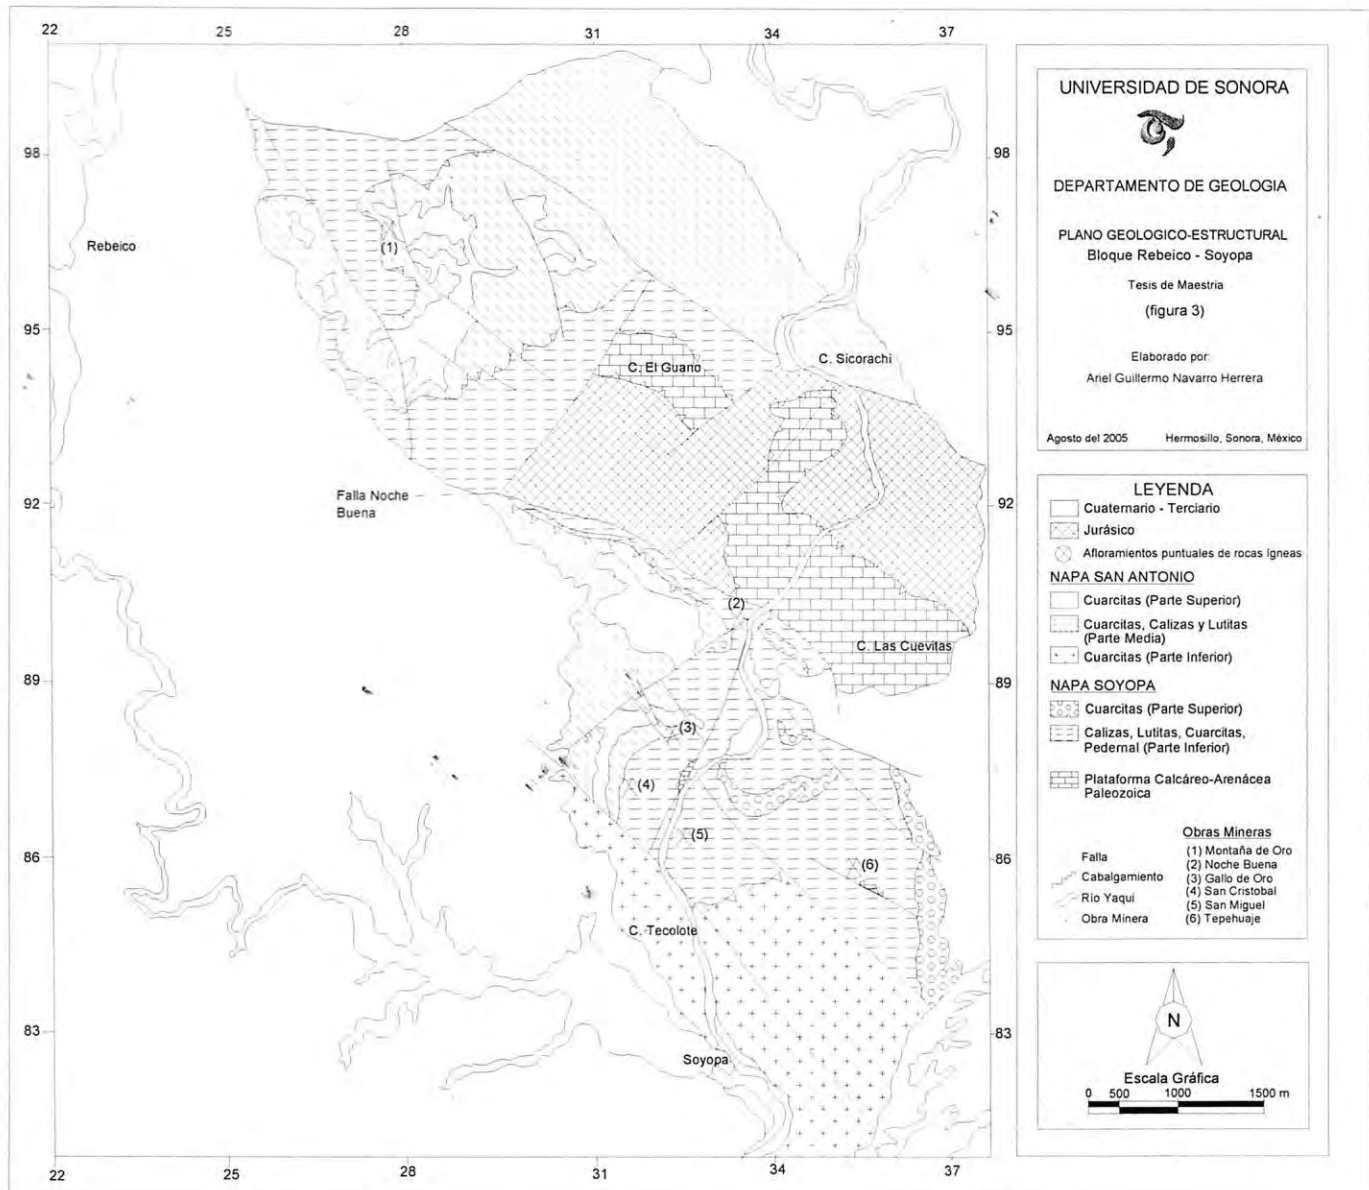 22 25 28 31 34 37
98 98
Rebeico
(1)
95 95
C. Sicorachi
C. El Guano
Falla Noche
Buena
92 92
(2)
C. Las Cuevitas
89 89
(3)
(4)
(5)
86 86
(6)
C. Tecolote
83 83
Soyopa
22 25 28 31 34 37
UNIVERSIDAD DE SONORA
DEPARTAMENTO DE GEOLOGIA
PLANO GEOLOGICO-ESTRUCTURAL
Bloque Rebeico - Soyopa
Tesis de Maestria
(figura 3)
Elaborado por:
Ariel Guillermo Navarro Herrera
Agosto del 2005 Hermosillo, Sonora, México
LEYENDA
Cuaternario - Terciario
Jurásico
Afloramientos puntuales de rocas ígneas
NAPA SAN ANTONIO
Cuarcitas (Parte Superior)
Cuarcitas, Calizas y Lutitas
(Parte Media)
Cuarcitas (Parte Inferior)
NAPA SOYOPA
Cuarcitas (Parte Superior)
Calizas, Lutitas, Cuarcitas,
Pedernal (Parte Inferior)
Plataforma Calcáreo-Arenácea
Paleozoica
Falla
Cabalgamiento
Río Yaqui
Obra Minera
Obras Mineras
(1) Montaña de Oro
(2) Noche Buena
(3) Gallo de Oro
(4) San Cristobal
(5) San Miguel
(6) Tepehuaje
N
Escala Gráfica
0 500 1000 1500 m